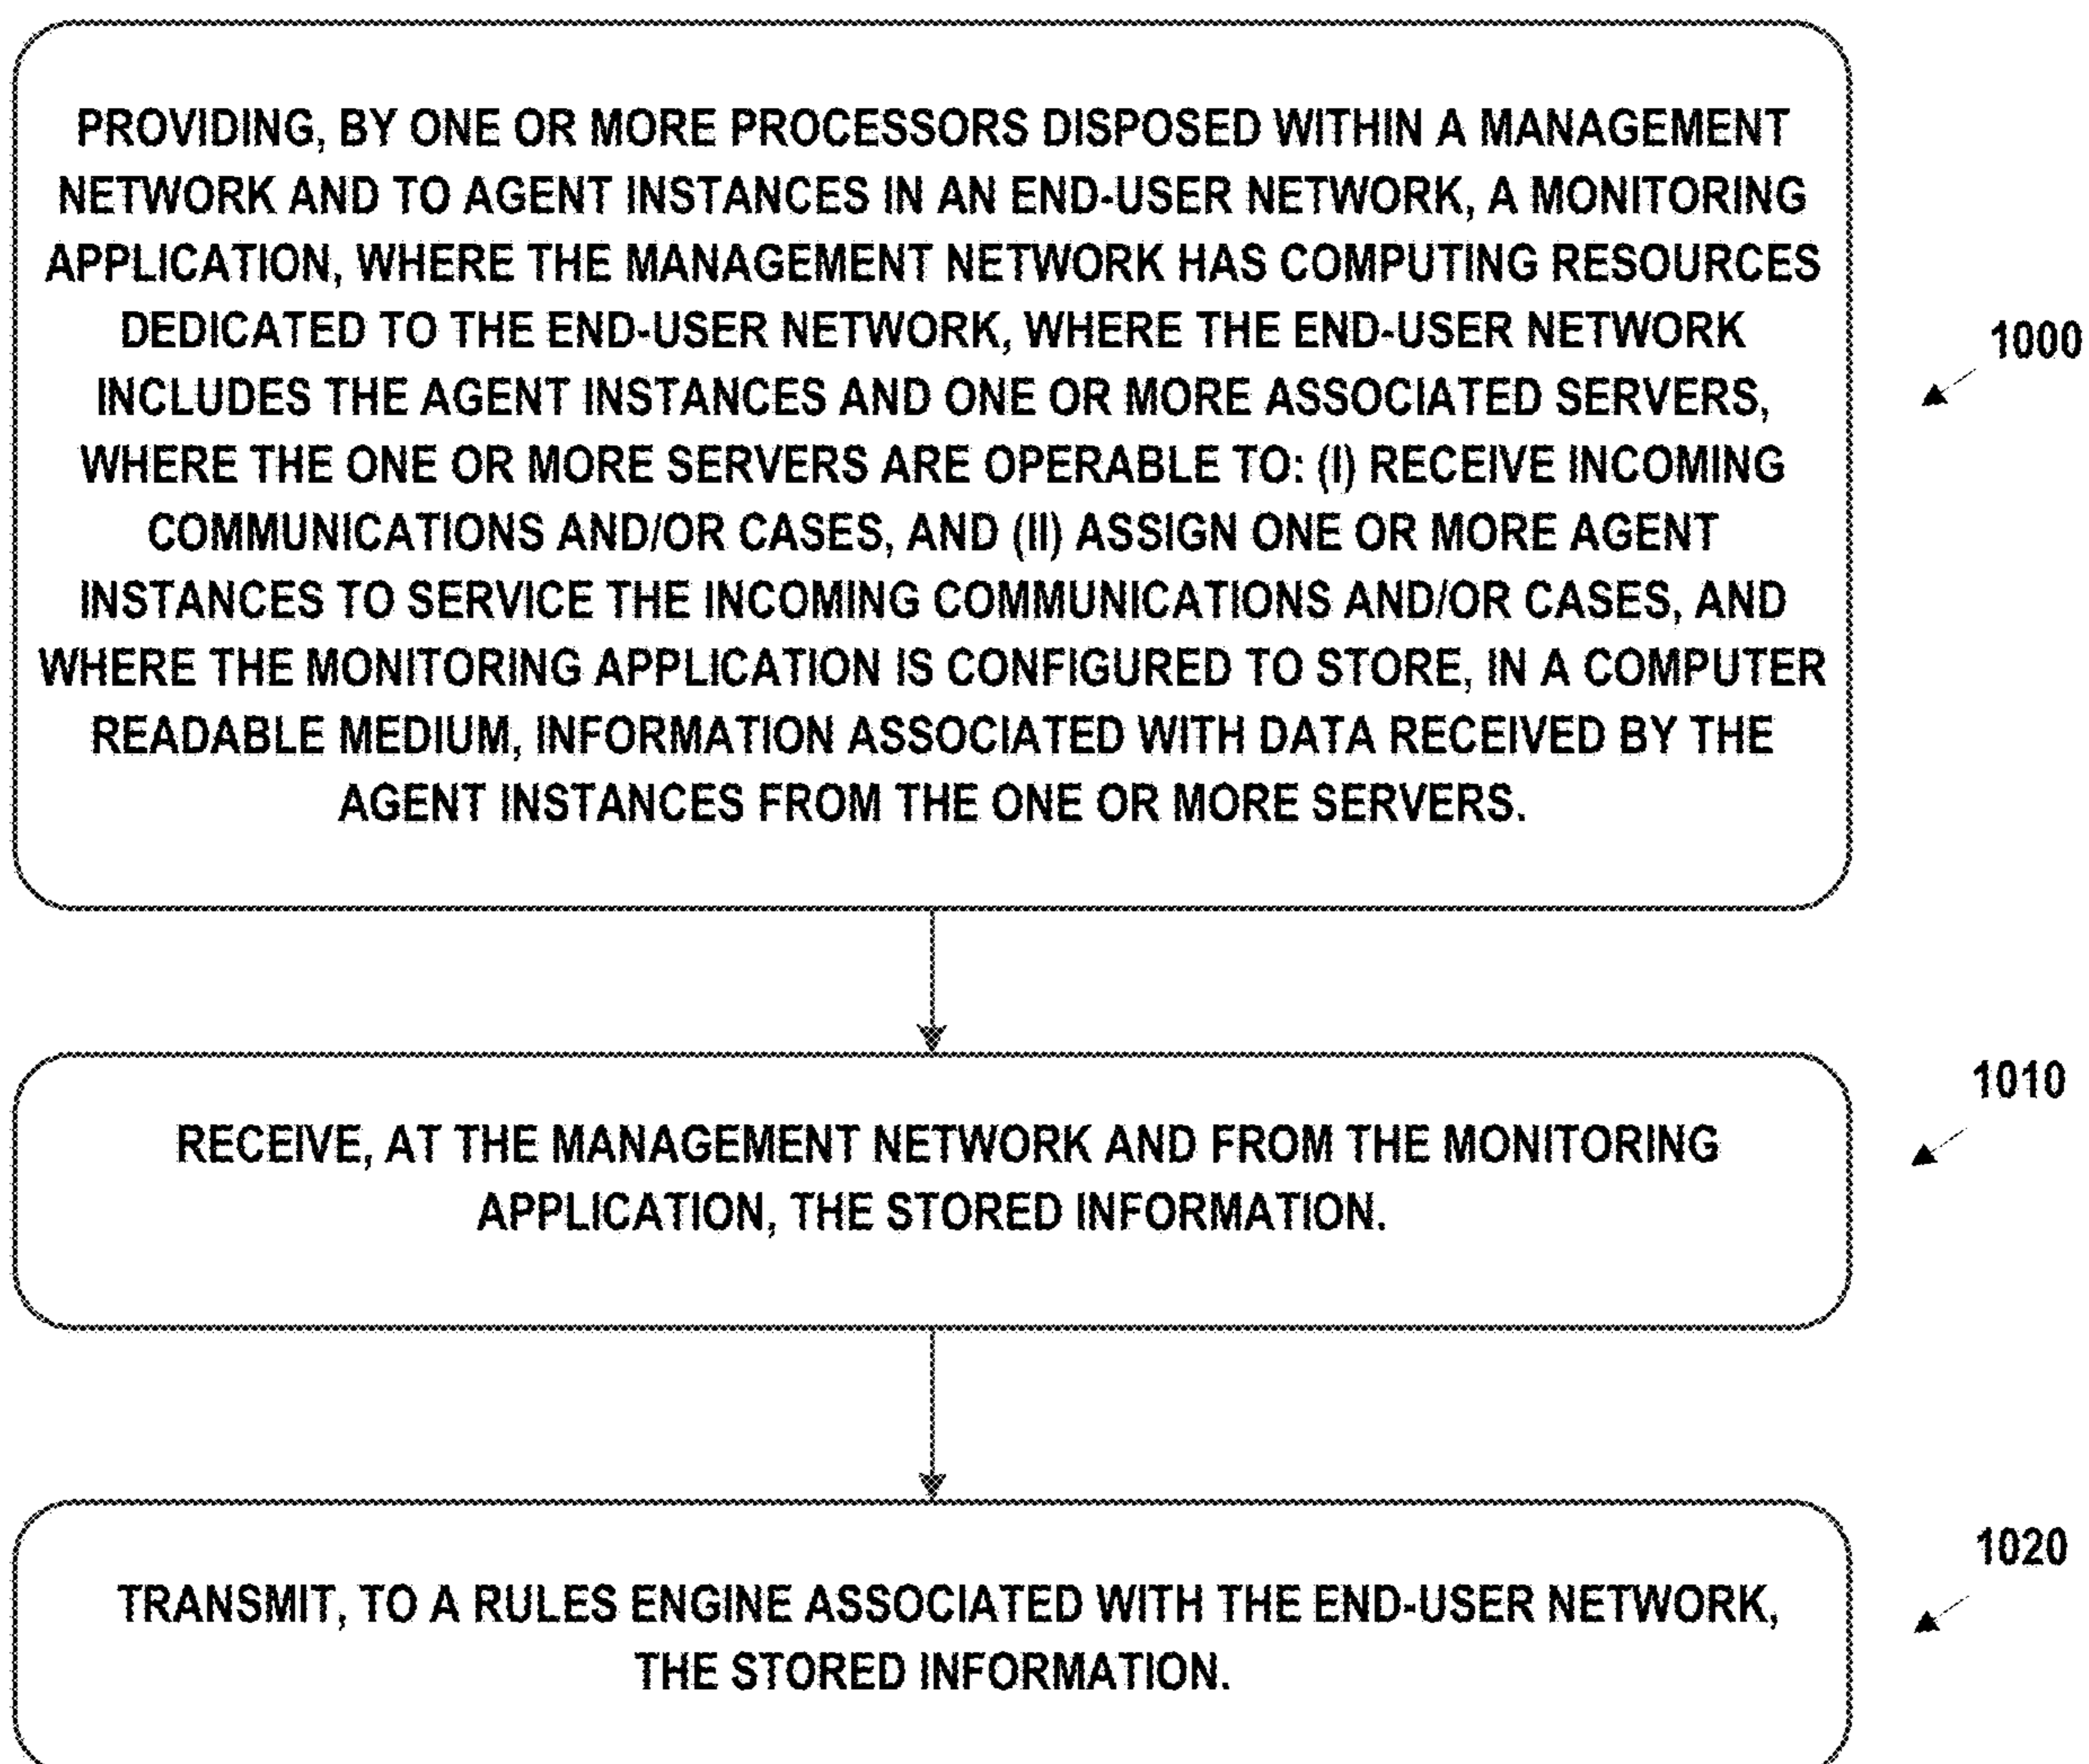 PROVIDING, BY ONE OR MORE PROCESSORS DISPOSED WITHIN A MANAGEMENT
NETWORK AND TO AGENT INSTANCES IN AN END-USER NETWORK, A MONITORING
APPLICATION, WHERE THE MANAGEMENT NETWORK HAS COMPUTING RESOURCES
DEDICATED TO THE END-USER NETWORK, WHERE THE END-USER NETWORK
INCLUDES THE AGENT INSTANCES AND ONE OR MORE ASSOCIATED SERVERS,
WHERE THE ONE OR MORE SERVERS ARE OPERABLE TO: (I) RECEIVE INCOMING
COMMUNICATIONS AND/OR CASES, AND (II) ASSIGN ONE OR MORE AGENT
INSTANCES TO SERVICE THE INCOMING COMMUNICATIONS AND/OR CASES, AND
WHERE THE MONITORING APPLICATION IS CONFIGURED TO STORE, IN A COMPUTER
READABLE MEDIUM, INFORMATION ASSOCIATED WITH DATA RECEIVED BY THE
AGENT INSTANCES FROM THE ONE OR MORE SERVERS.
1000
RECEIVE, AT THE MANAGEMENT NETWORK AND FROM THE MONITORING
APPLICATION, THE STORED INFORMATION.
1010
TRANSMIT, TO A RULES ENGINE ASSOCIATED WITH THE END-USER NETWORK,
THE STORED INFORMATION.
1020